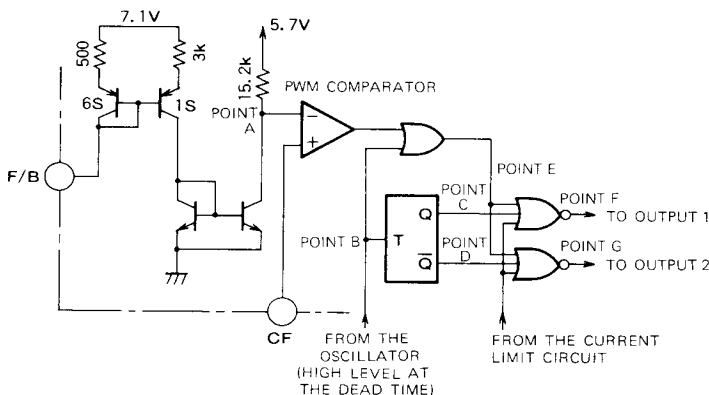 7.1V
500
3k
5.7V
15.2k
6S
1S
POINT
A
PWM COMPARATOR
−
+
F/B
CF
POINT E
POINT
C
POINT F
TO OUTPUT 1
POINT B
T
Q
Q̅
POINT
D
POINT G
TO OUTPUT 2
FROM THE
OSCILLATOR
(HIGH LEVEL AT
THE DEAD TIME)
FROM THE CURRENT
LIMIT CIRCUIT